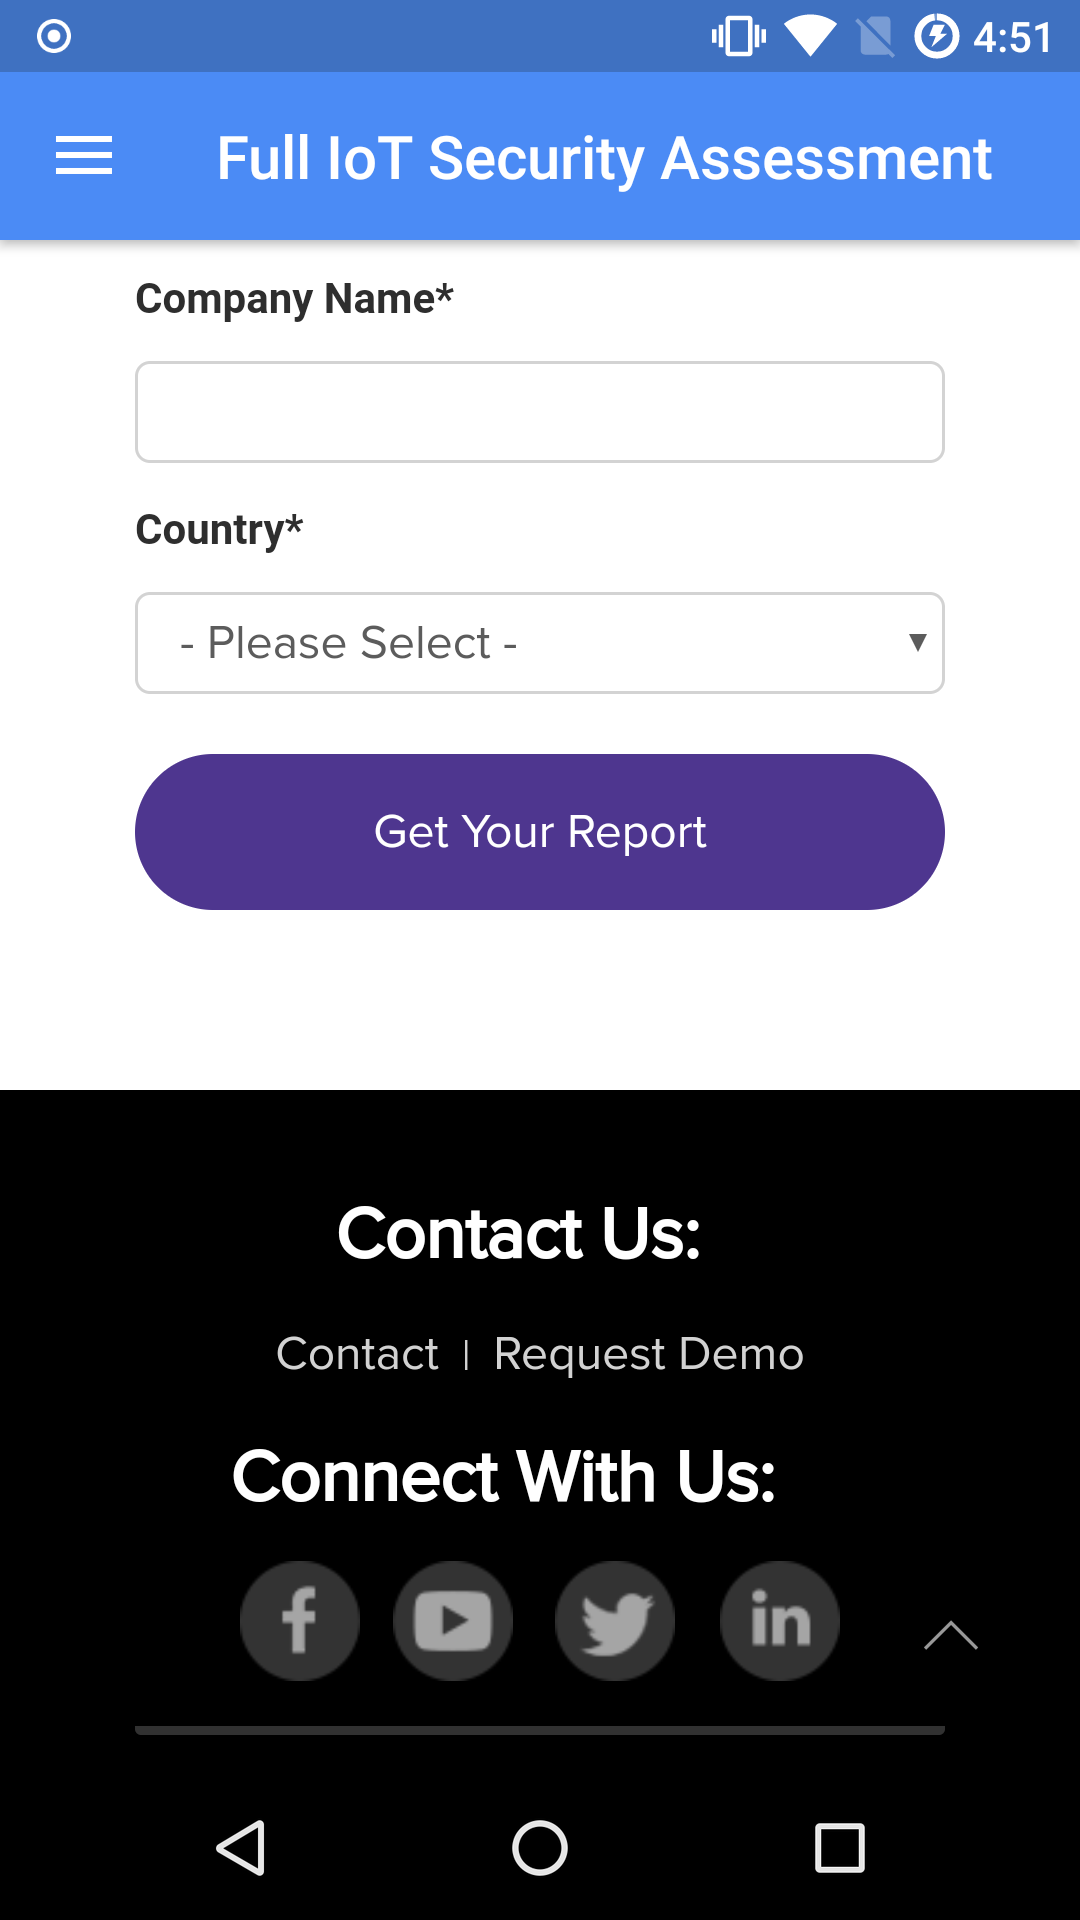 4:51
Full IoT Security Assessment
Company Name*
Country*
- Please Select -
Get Your Report
Contact Us:
Contact | Request Demo
Connect With Us: